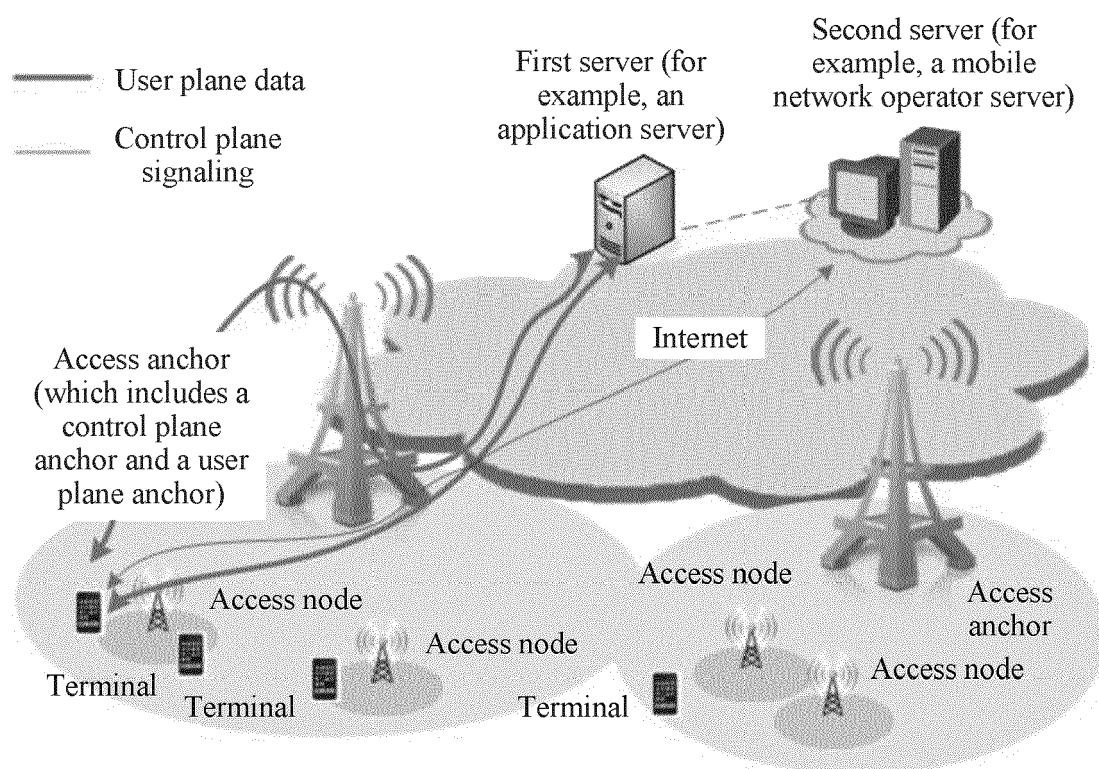 User plane data
Control plane
signaling
First server (for
example, an
application server)
Second server (for
example, a mobile
network operator server)
Internet
Access anchor
(which includes a
control plane
anchor and a user
plane anchor)
Access node
Access node
Terminal
Terminal
Access node
Access
anchor
Access node
Terminal